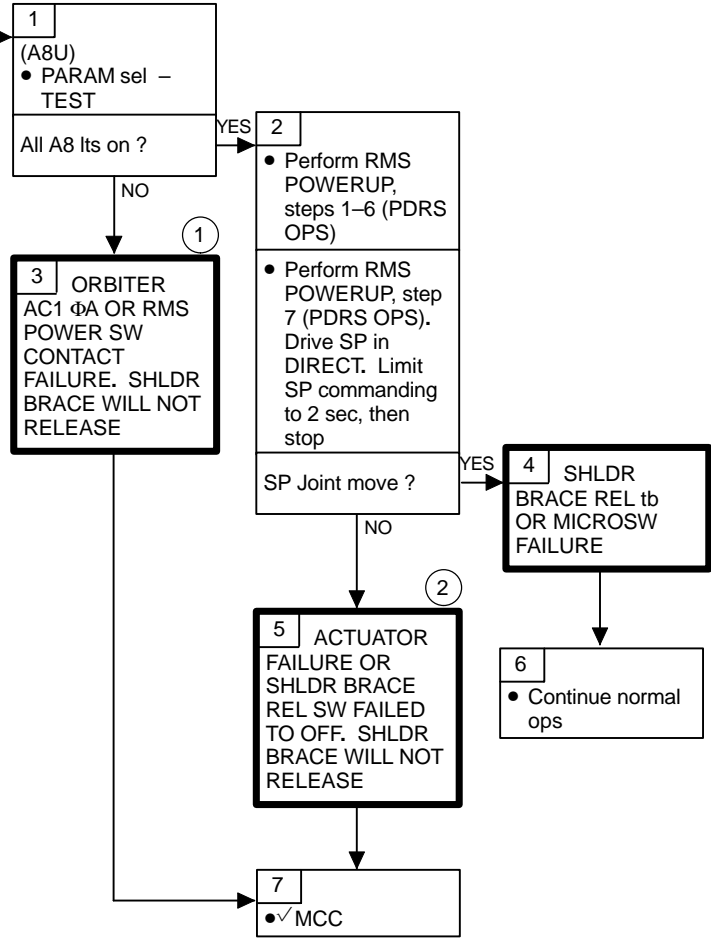 1
(A8U)
• PARAM sel –
TEST
All A8 lts on ?
YES
NO
2
• Perform RMS
POWERUP,
steps 1–6 (PDRS
OPS)
• Perform RMS
POWERUP, step
7 (PDRS OPS).
Drive SP in
DIRECT. Limit
SP commanding
to 2 sec, then
stop
SP Joint move ?
YES
NO
1
3 ORBITER
AC1 ΦA OR RMS
POWER SW
CONTACT
FAILURE. SHLDR
BRACE WILL NOT
RELEASE
4 SHLDR
BRACE REL tb
OR MICROSW
FAILURE
2
5 ACTUATOR
FAILURE OR
SHLDR BRACE
REL SW FAILED
TO OFF. SHLDR
BRACE WILL NOT
RELEASE
6
• Continue normal
ops
7
•√MCC